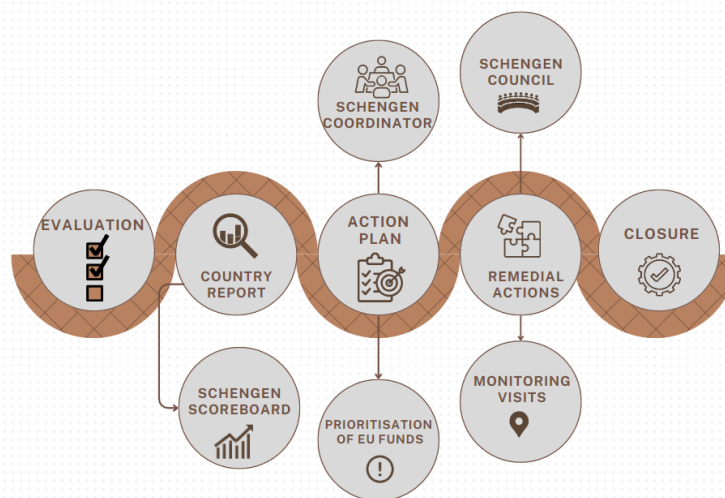 SCHENGEN
COUNCIL
SCHENGEN
COORDINATOR
EVALUATION
COUNTRY
REPORT
ACTION
PLAN
REMEDIAL
ACTIONS
CLOSURE
SCHENGEN
SCOREBOARD
PRIORITISATION
OF EU FUNDS
MONITORING
VISITS